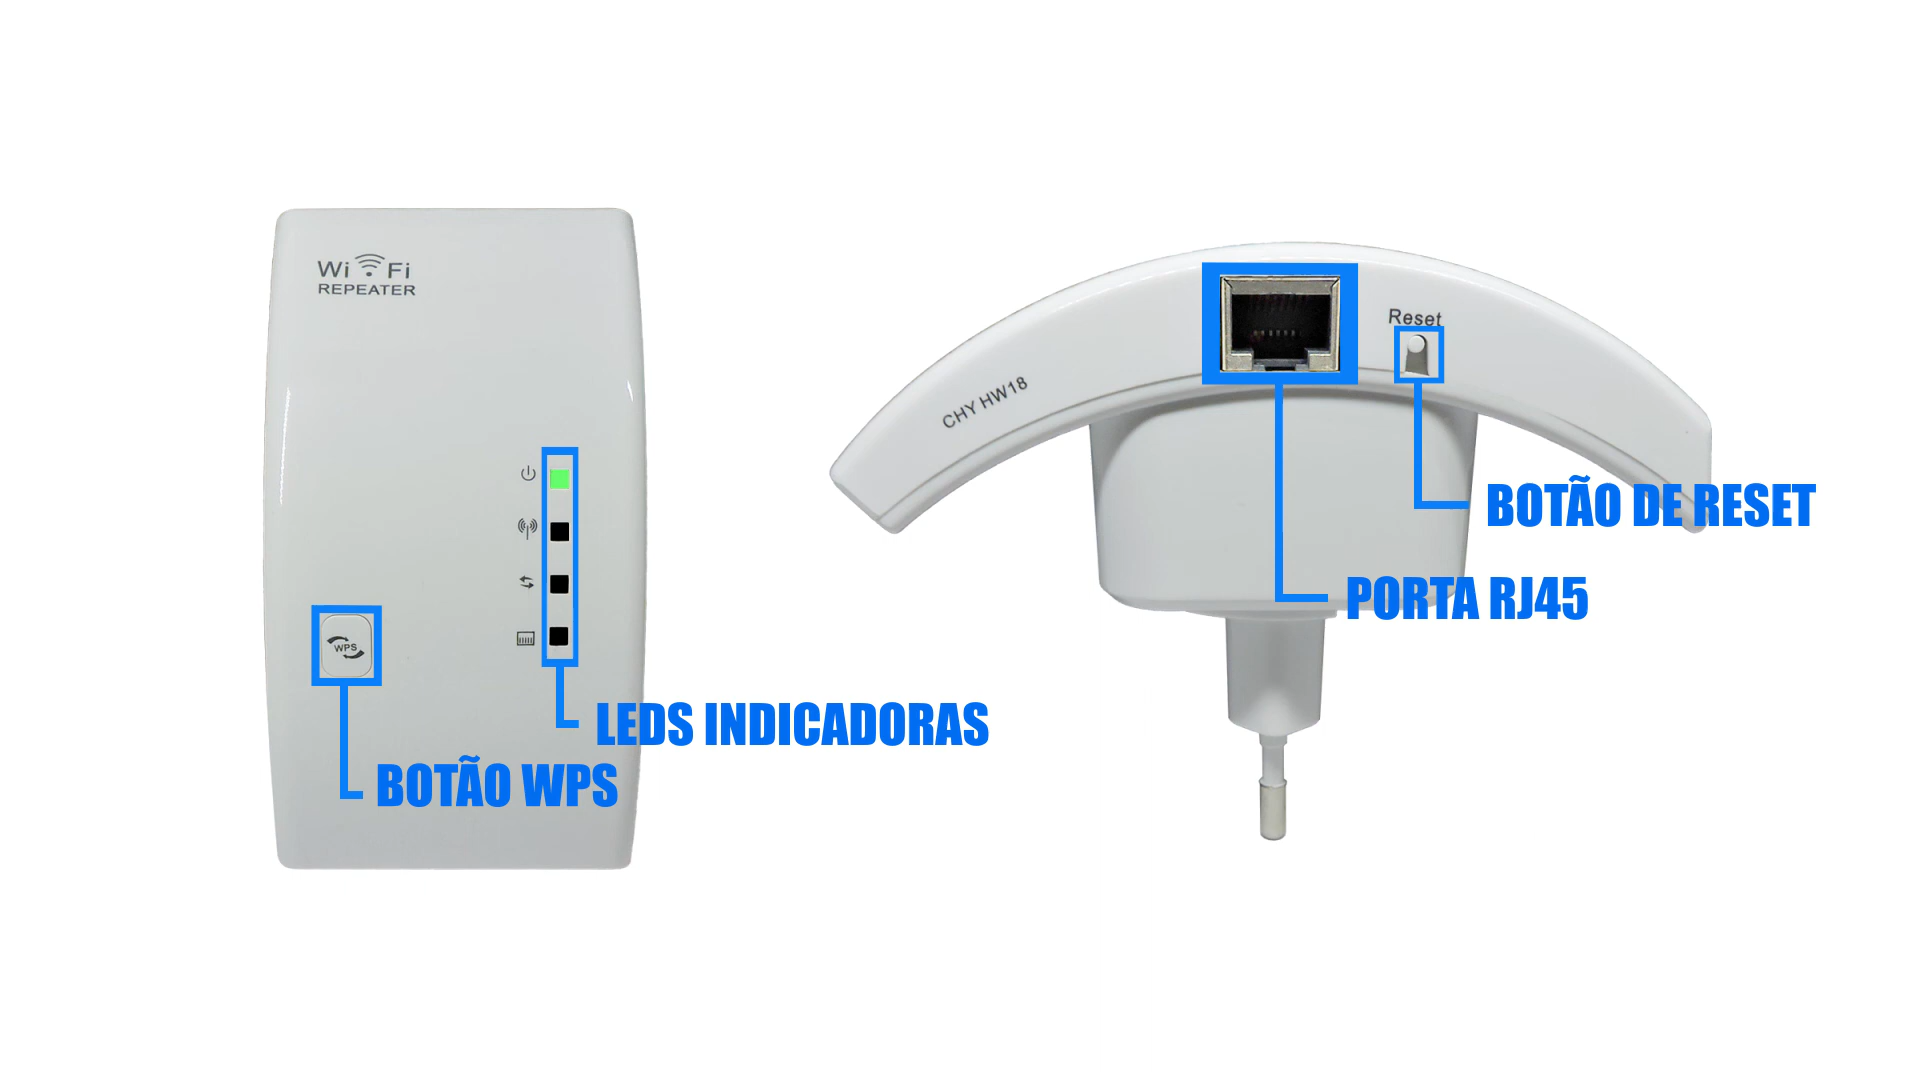 Wi Fi
REPEATER
WPS
BOTÃO WPS
LEDS INDICADORAS
CHY HW18
Reset
BOTÃO DE RESET
PORTA RJ45